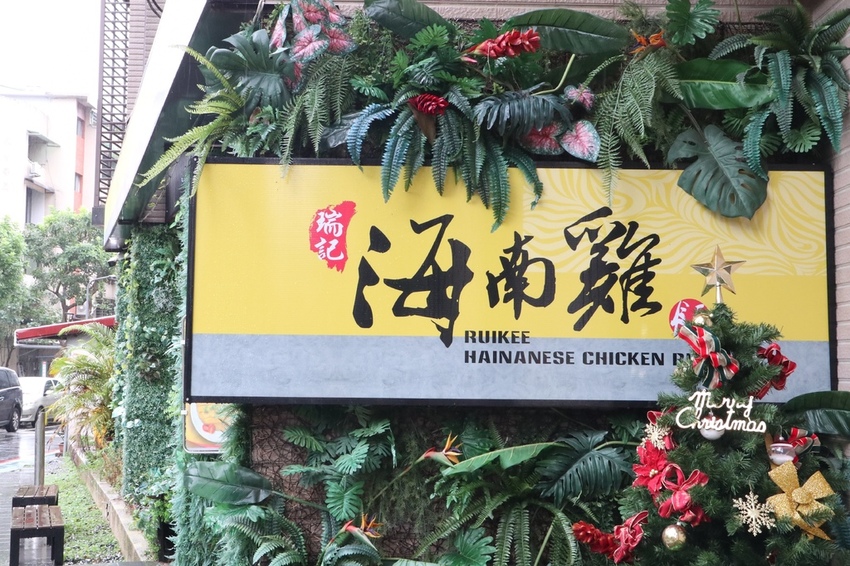 瑞記
海南雞
RUIKEE
HAINANESE CHICKEN
Merry
Christmas